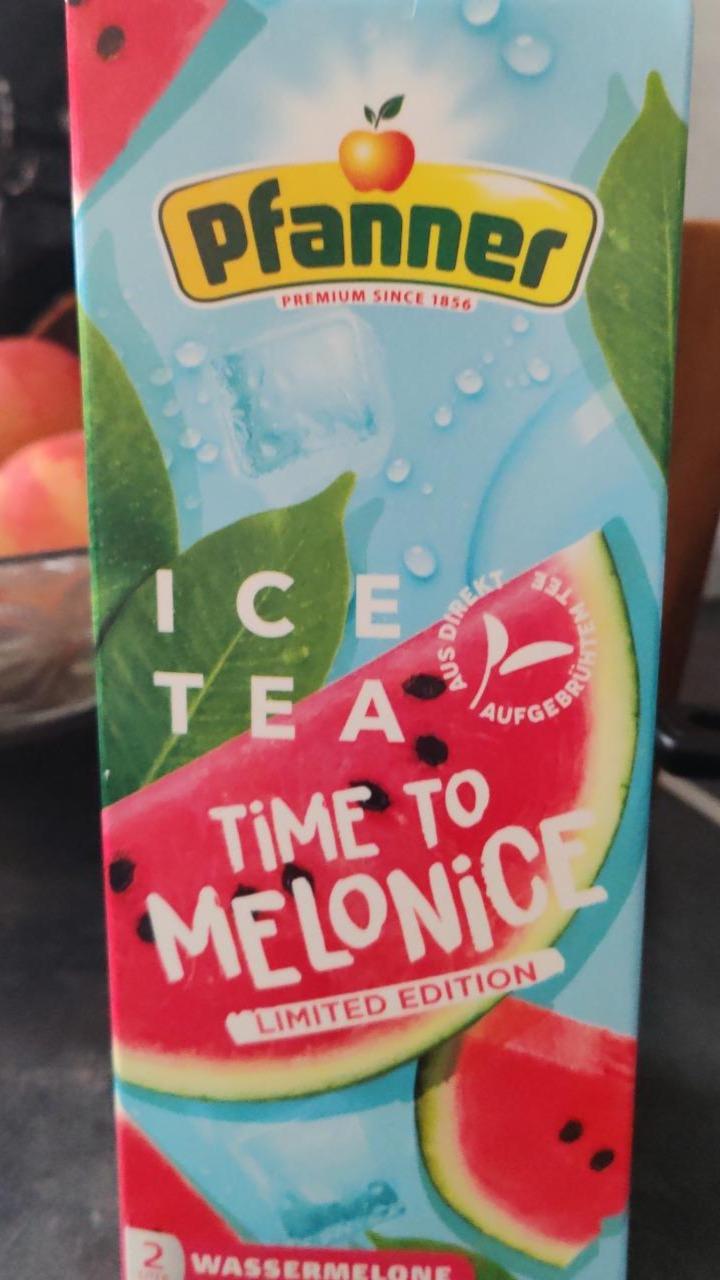 Pfanner
PREMIUM SINCE 1856
ICE
TEA
AUS DIREKT
AUFGEBRÜHTEM TEE
TiME TO
MELONiCE
LIMITED EDITION
2
WASSERMELONE